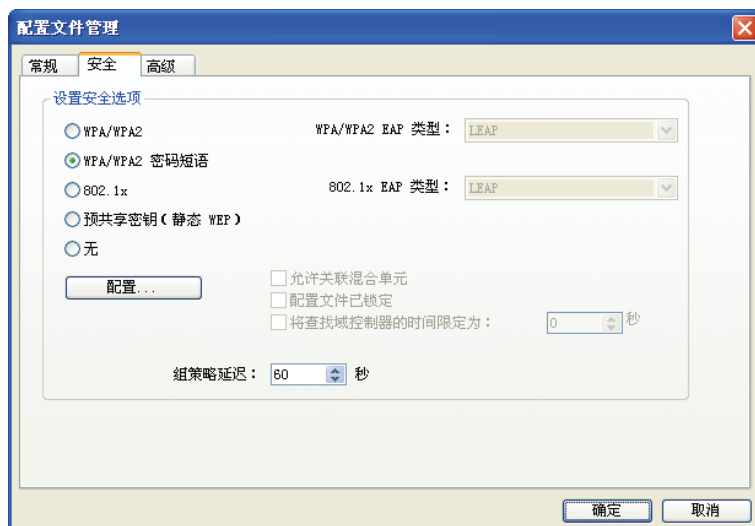 配置文件管理
常规 安全 高级
设置安全选项
WPA/WPA2 WPA/WPA2 EAP 类型： LEAP
WPA/WPA2 密码短语
802.1x 802.1x EAP 类型： LEAP
预共享密钥(静态 WEP)
无
配置... 允许关联混合单元
配置文件已锁定
将查找域控制器的时间限定为： 0 秒
组策略延迟： 60 秒
确定 取消